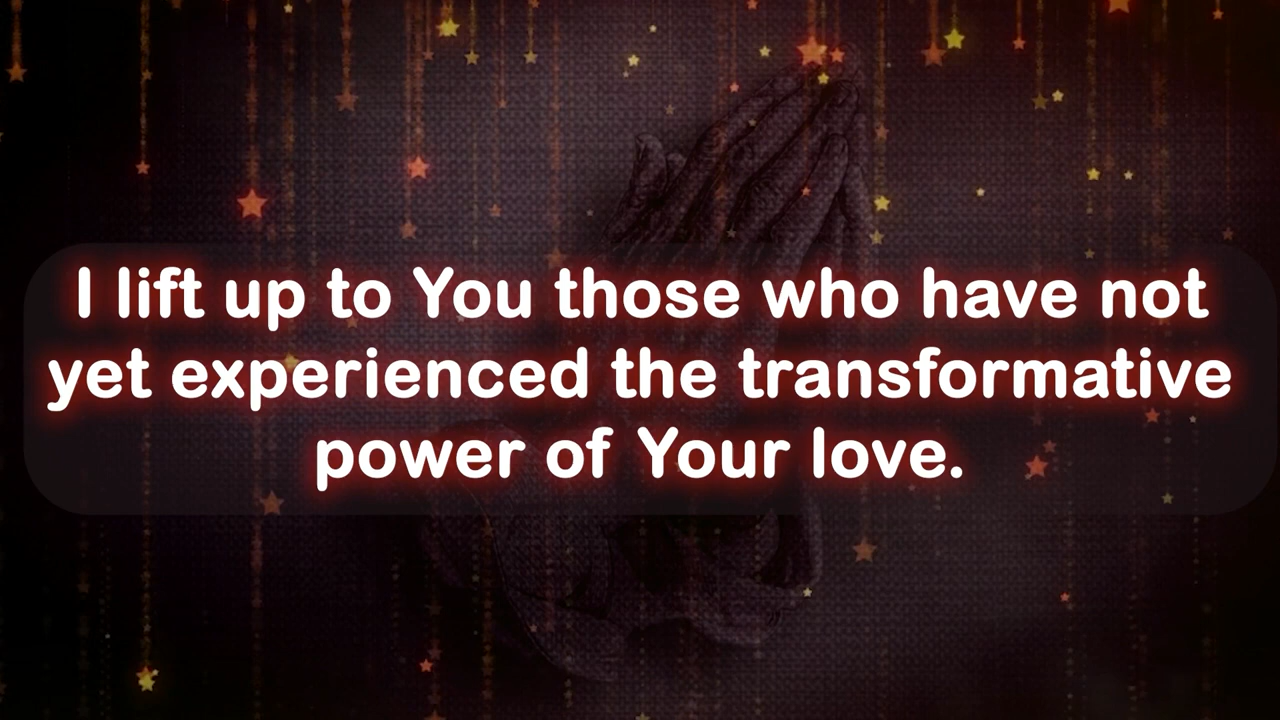 I lift up to You those who have not
yet experienced the transformative
power of Your love.